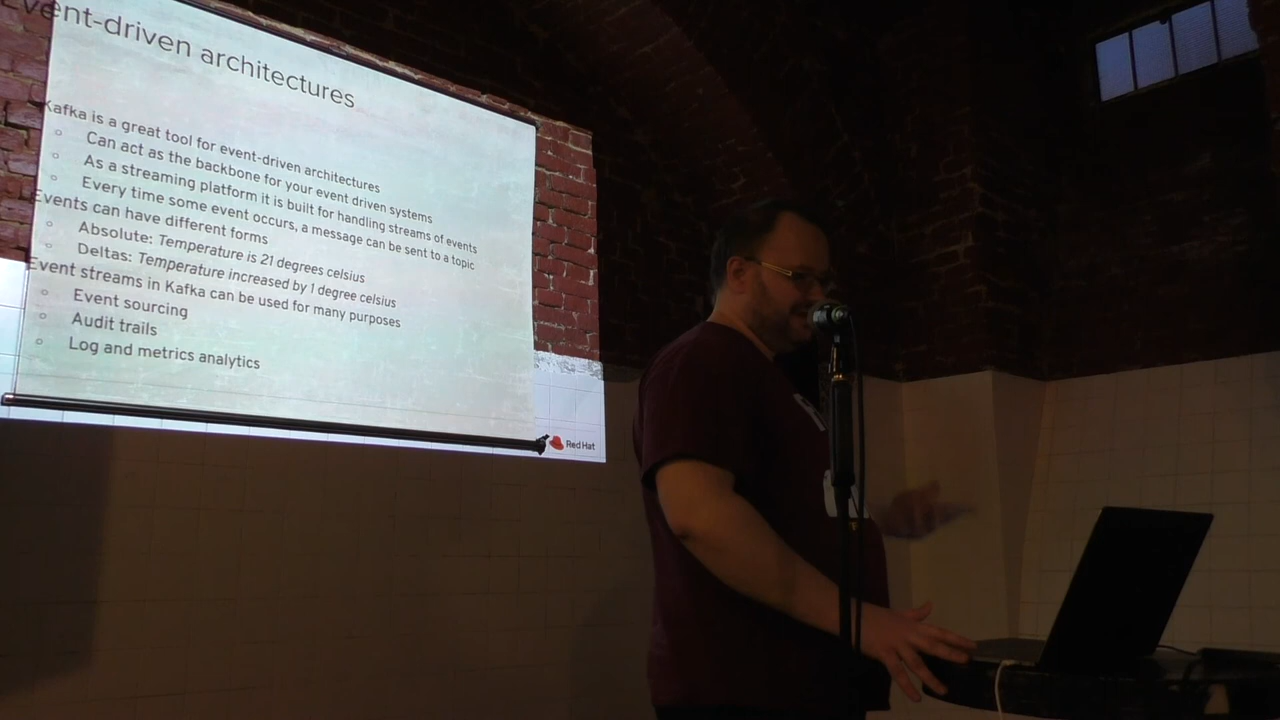 Event-driven architectures
Kafka is a great tool for event-driven architectures
Can act as the backbone for your event driven systems
As a streaming platform it is built for handling streams of events
Every time some event occurs, a message can be sent to a topic
Events can have different forms
Absolute: Temperature is 21 degrees celsius
Deltas: Temperature increased by 1 degree celsius
Event streams in Kafka can be used for many purposes
Event sourcing
Audit trails
Log and metrics analytics
Red Hat